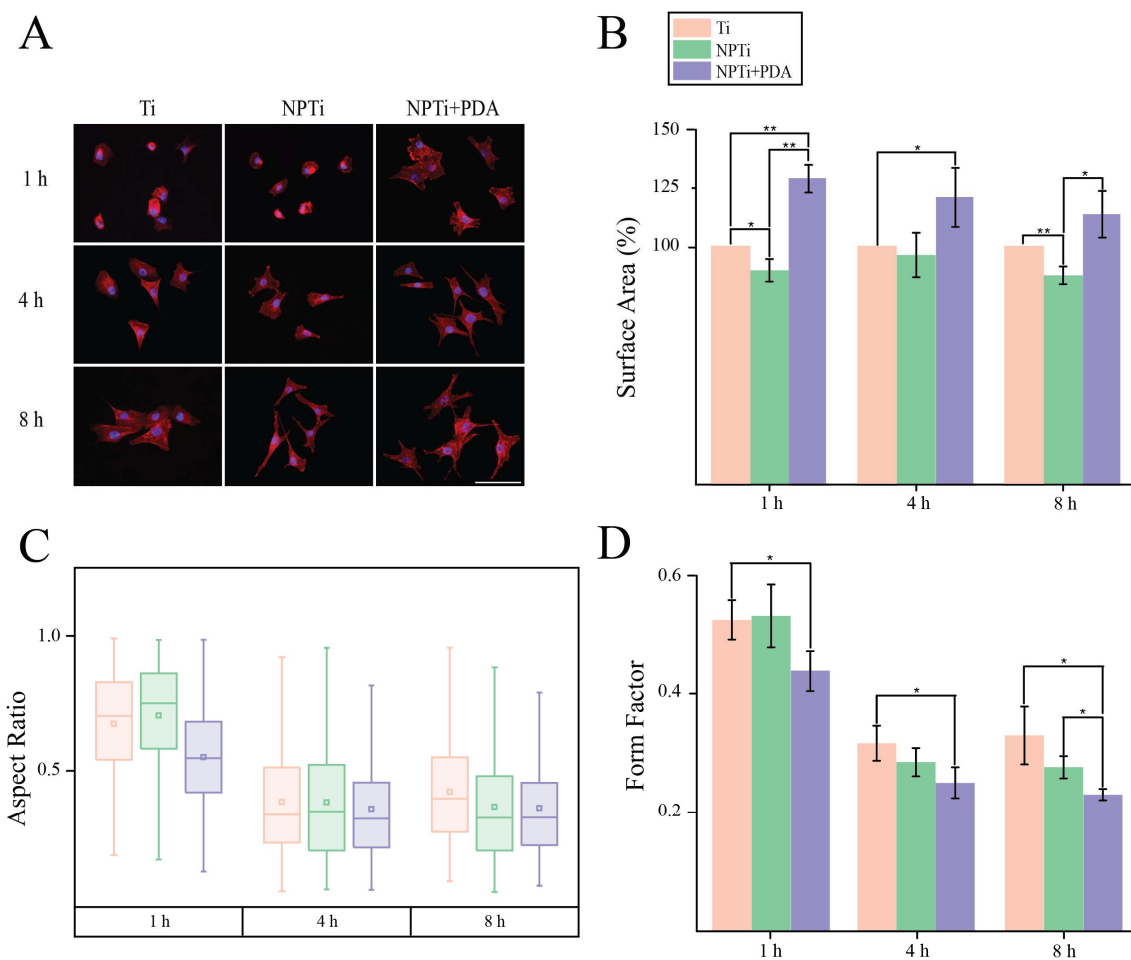 A
Ti NPTi NPTi+PDA
1 h
4 h
8 h
B
Ti
NPTi
NPTi+PDA
Surface Area (%)
150
125
100
** ** * * * **
1 h 4 h 8 h
C
Aspect Ratio
1.0
0.5
1 h 4 h 8 h
D
Form Factor
0.6
0.4
0.2
* * * *
1 h 4 h 8 h